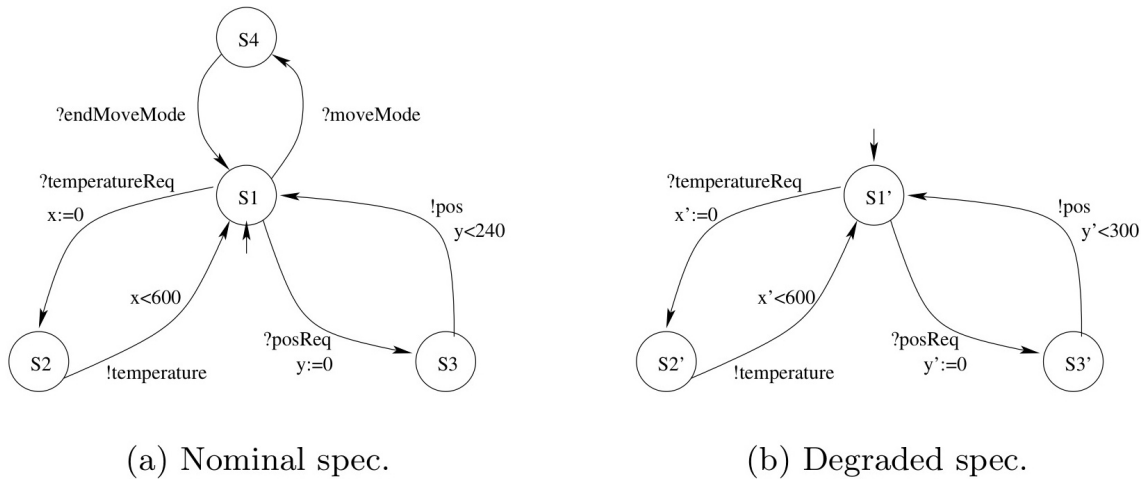 S4
?endMoveMode
?moveMode
?temperatureReq
x:=0
S1
!pos
y<240
x<600
?posReq
y:=0
S2
!temperature
S3
(a) Nominal spec.
?temperatureReq
x':=0
S1'
!pos
y'<300
x'<600
?posReq
y':=0
S2'
!temperature
S3'
(b) Degraded spec.